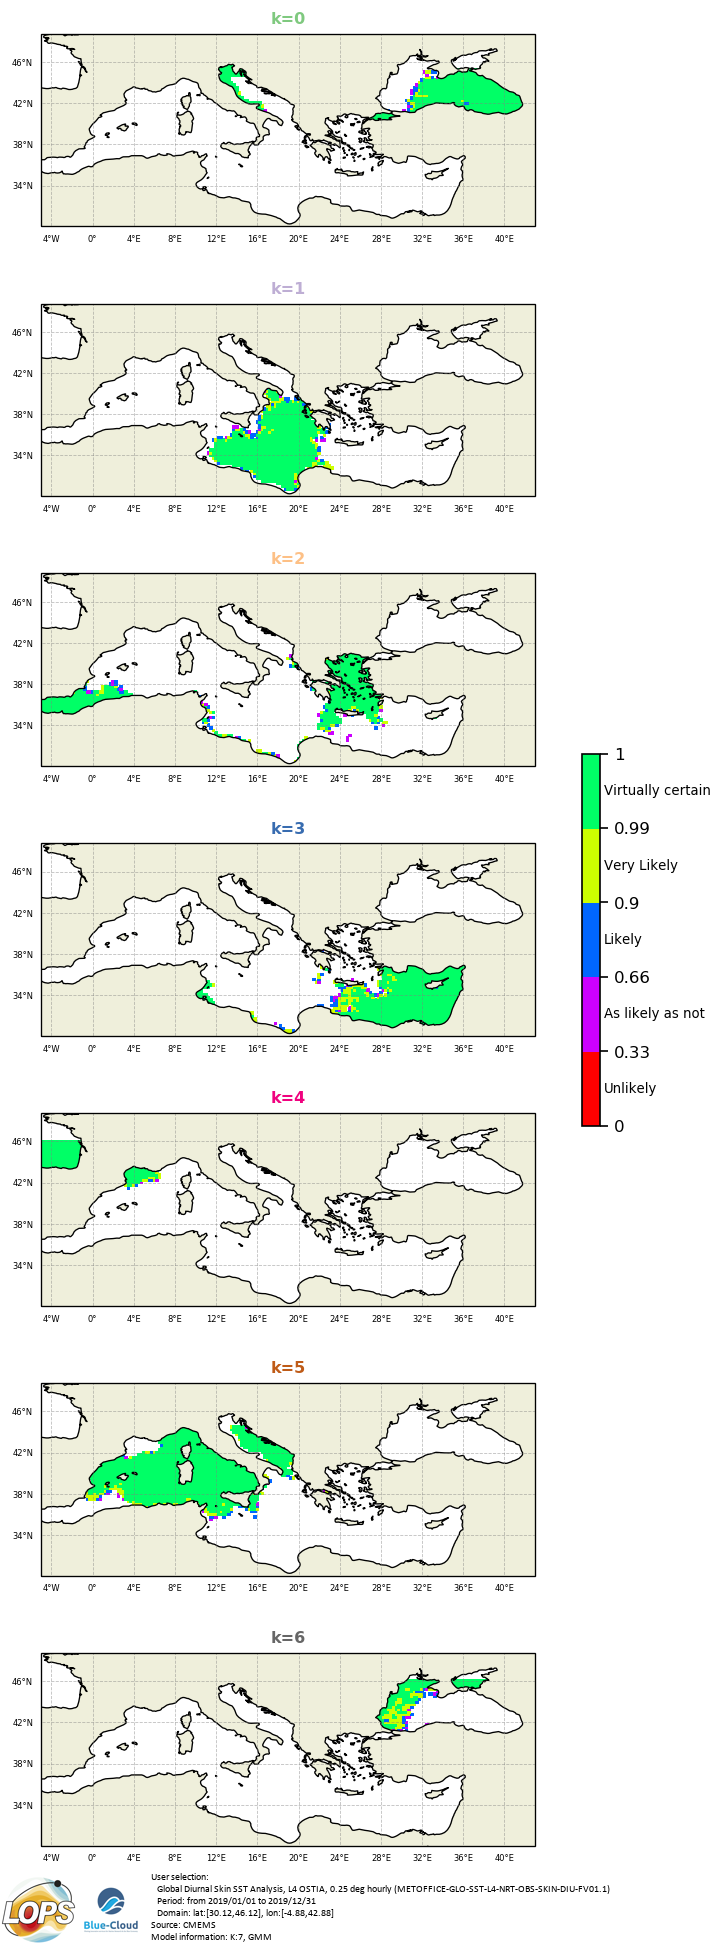 k=0
46°N
42°N
38°N
34°N
4°W 0° 4°E 8°E 12°E 16°E 20°E 24°E 28°E 32°E 36°E 40°E
k=1
46°N
42°N
38°N
34°N
4°W 0° 4°E 8°E 12°E 16°E 20°E 24°E 28°E 32°E 36°E 40°E
k=2
46°N
42°N
38°N
34°N
4°W 0° 4°E 8°E 12°E 16°E 20°E 24°E 28°E 32°E 36°E 40°E
1
Virtually certain
0.99
Very Likely
0.9
Likely
0.66
As likely as not
0.33
Unlikely
0
k=3
46°N
42°N
38°N
34°N
4°W 0° 4°E 8°E 12°E 16°E 20°E 24°E 28°E 32°E 36°E 40°E
k=4
46°N
42°N
38°N
34°N
4°W 0° 4°E 8°E 12°E 16°E 20°E 24°E 28°E 32°E 36°E 40°E
k=5
46°N
42°N
38°N
34°N
4°W 0° 4°E 8°E 12°E 16°E 20°E 24°E 28°E 32°E 36°E 40°E
k=6
46°N
42°N
38°N
34°N
4°W 0° 4°E 8°E 12°E 16°E 20°E 24°E 28°E 32°E 36°E 40°E
LOPS
Blue-Cloud
User selection:
Global Diurnal Skin SST Analysis, L4 OSTIA, 0.25 deg hourly (METOFFICE-GLO-SST-L4-NRT-OBS-SKIN-DIU-FV01.1)
Period: from 2019/01/01 to 2019/12/31
Domain: lat:[30.12,46.12], lon:[-4.88,42.88]
Source: CMEMS
Model information: K:7, GMM